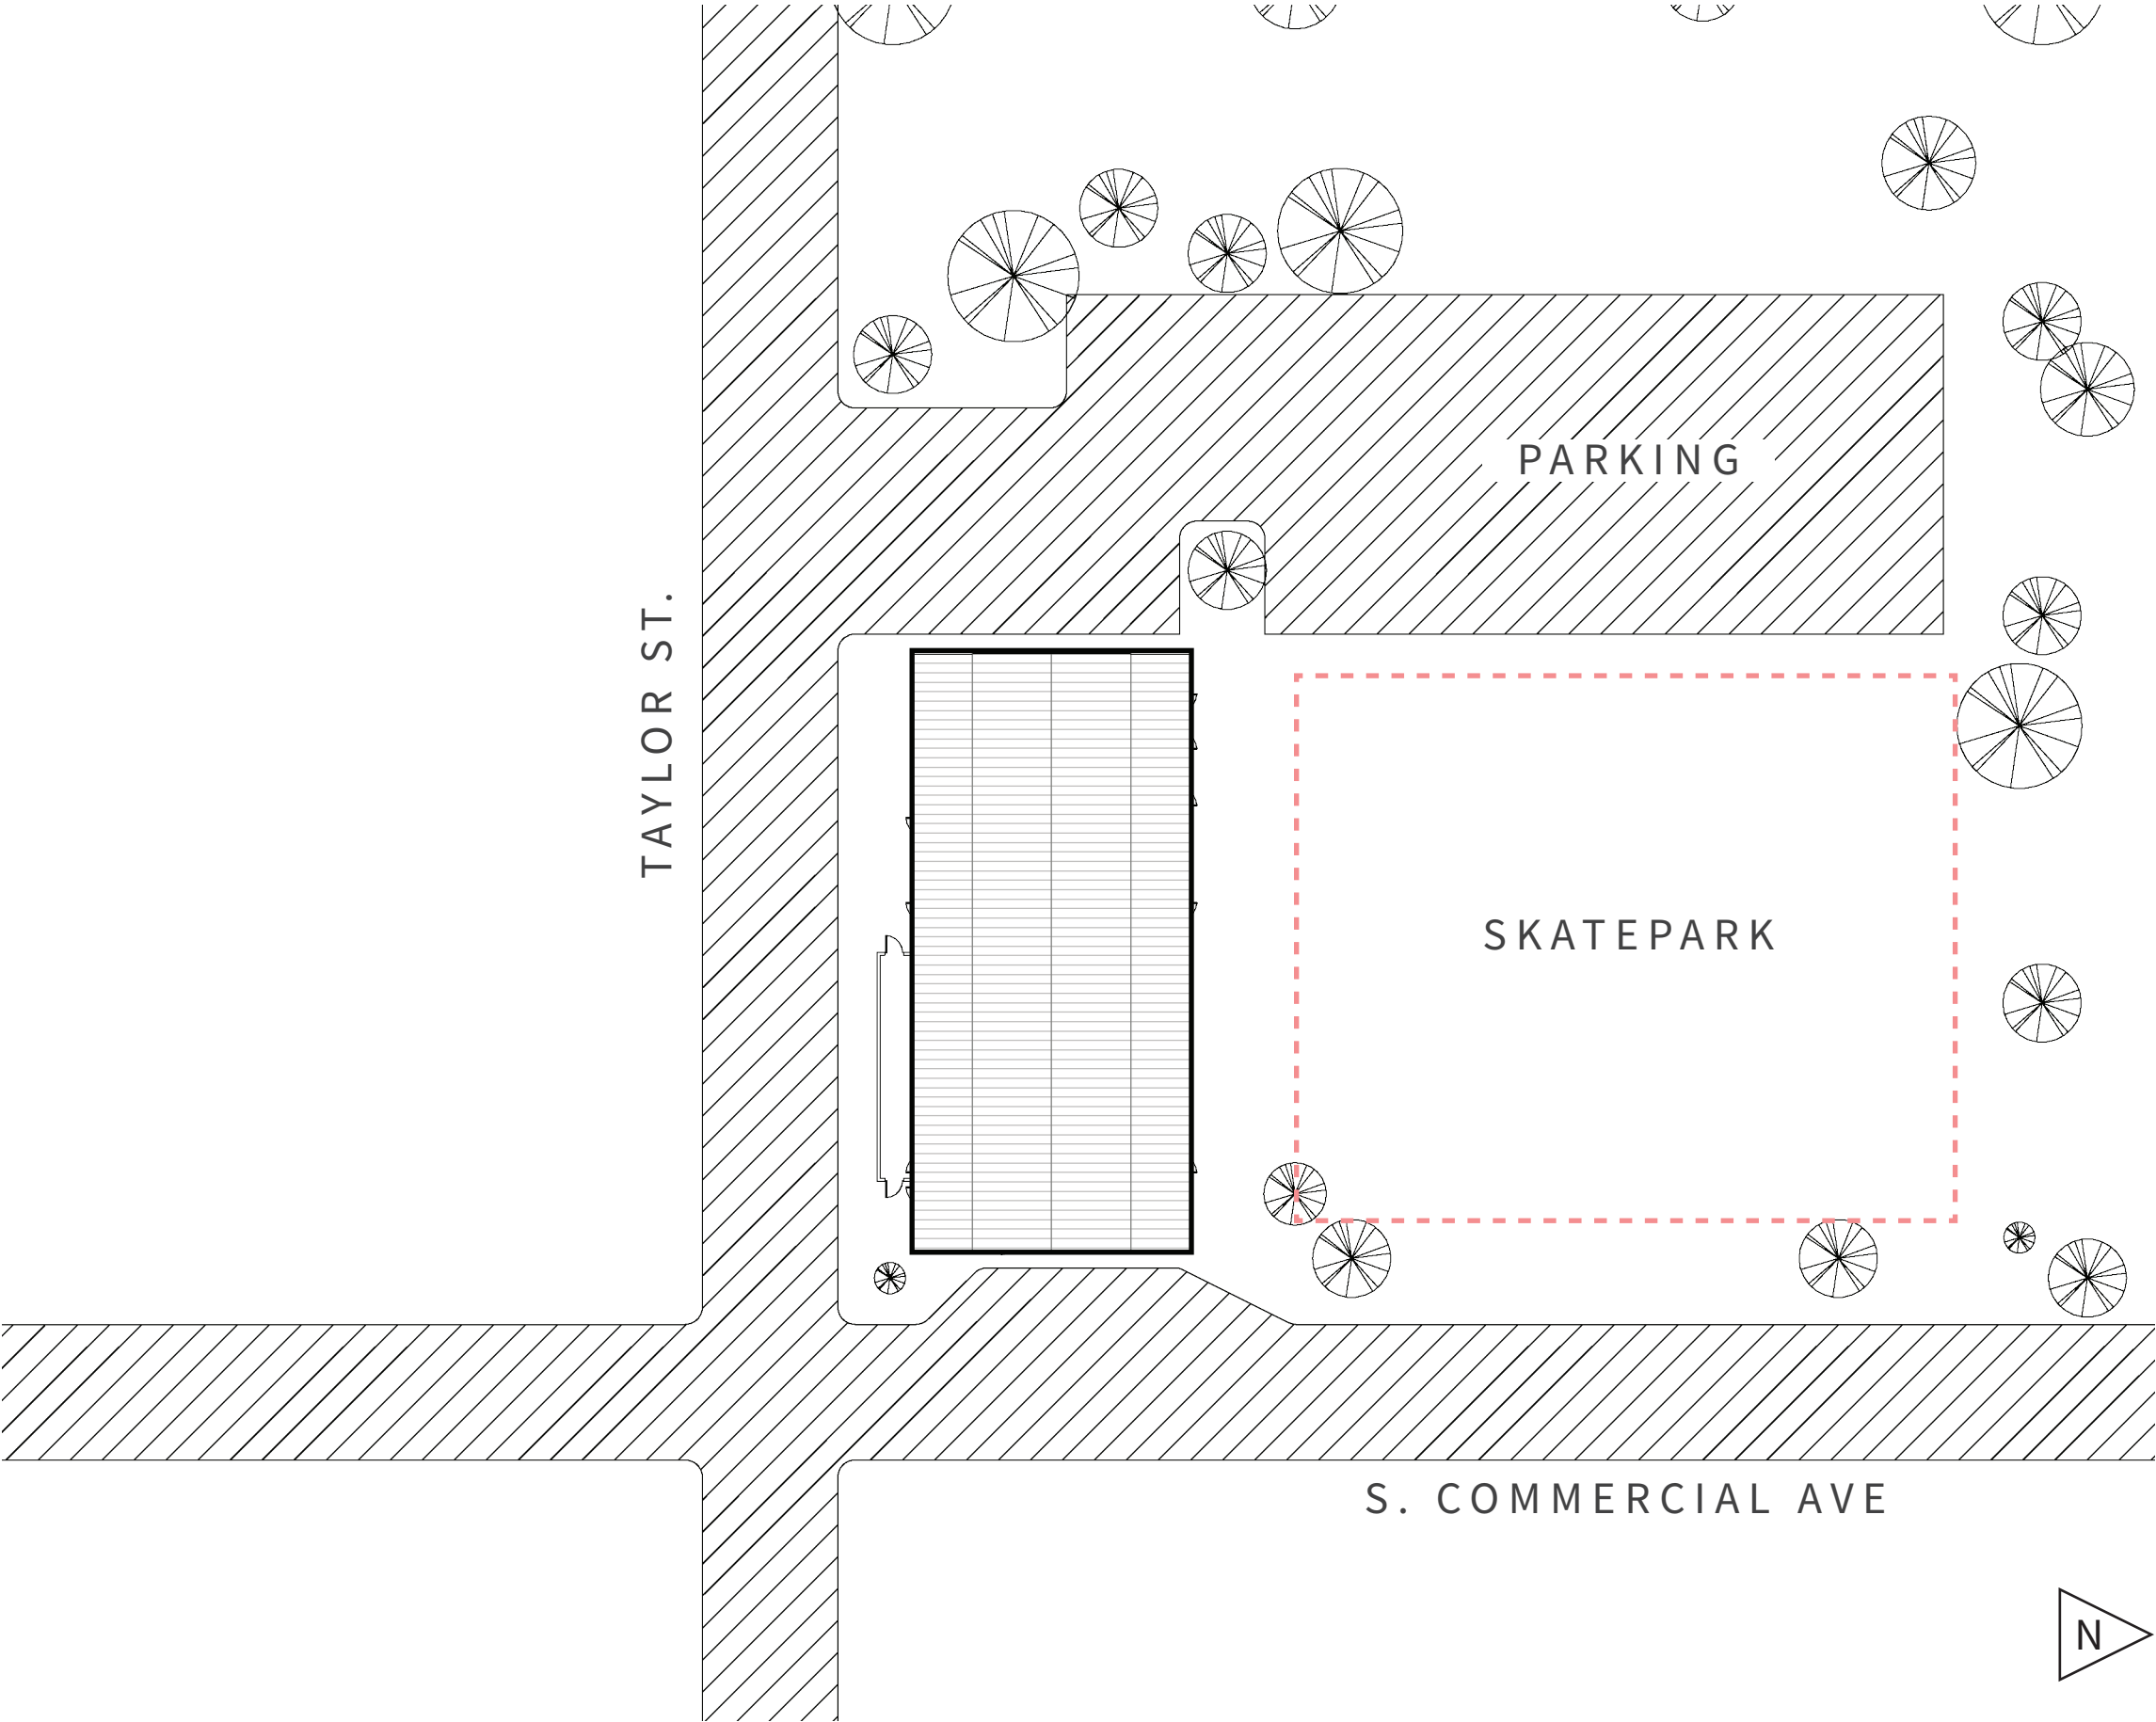 PARKING
TAYLOR ST.
SKATEPARK
S. COMMERCIAL AVE
N